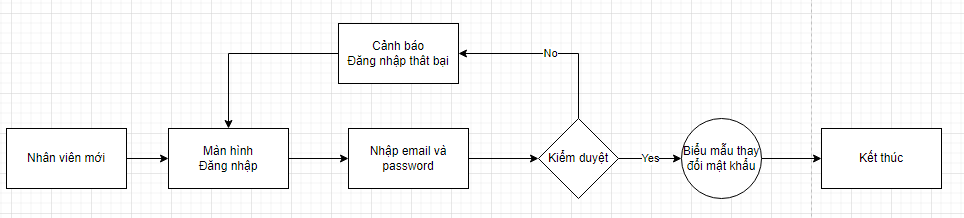 Cảnh báo
Đăng nhập thất bại
No
Nhân viên mới
Màn hình
Đăng nhập
Nhập email và
password
Kiểm duyệt
Yes
Biểu mẫu thay
đổi mật khẩu
Kết thúc